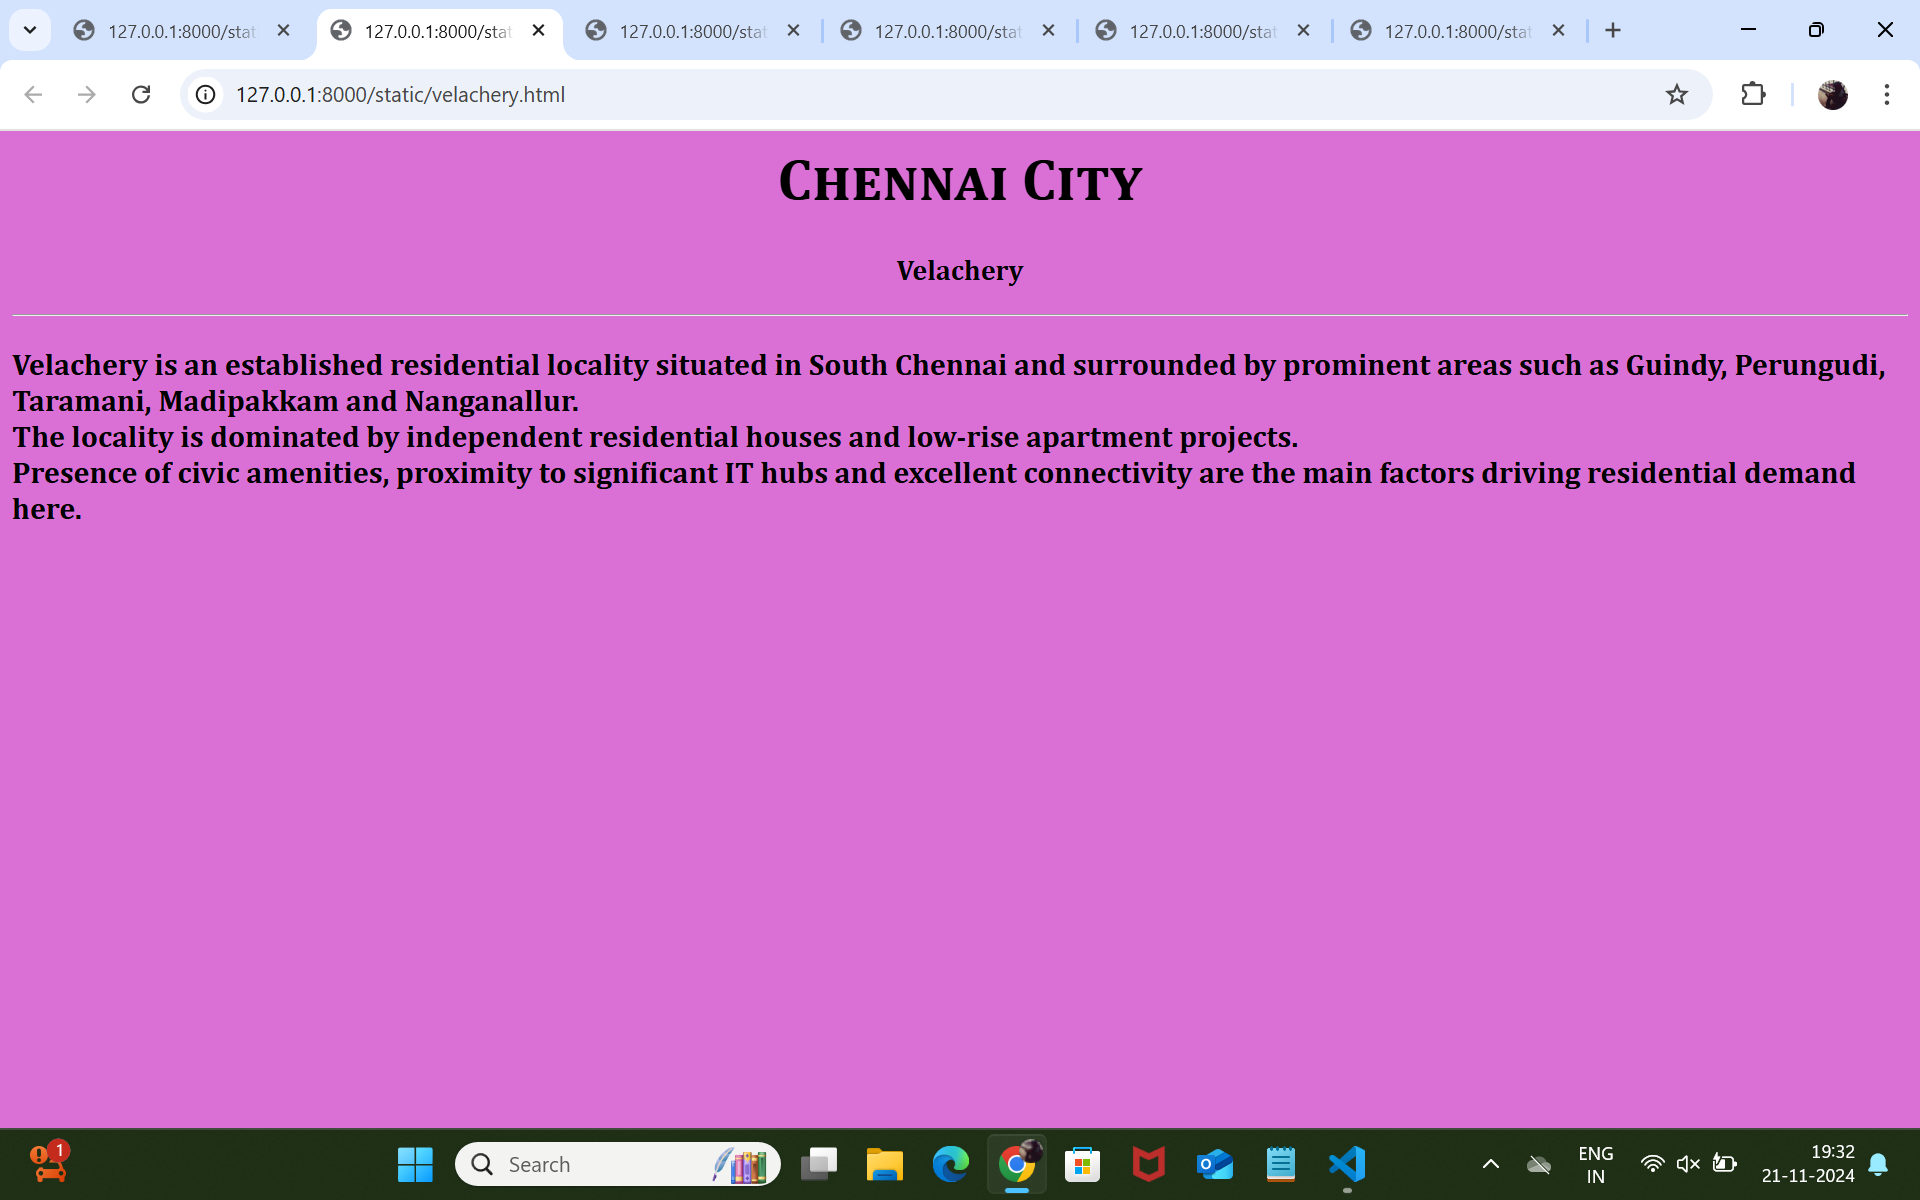 127.0.0.1:8000/stat
127.0.0.1:8000/stat
127.0.0.1:8000/stat
127.0.0.1:8000/stat
127.0.0.1:8000/stat
127.0.0.1:8000/stat
127.0.0.1:8000/static/velachery.html
Chennai City
Velachery
Velachery is an established residential locality situated in South Chennai and surrounded by prominent areas such as Guindy, Perungudi,
Taramani, Madipakkam and Nanganallur.
The locality is dominated by independent residential houses and low-rise apartment projects.
Presence of civic amenities, proximity to significant IT hubs and excellent connectivity are the main factors driving residential demand
here.
1
Search
ENG
IN
19:32
21-11-2024